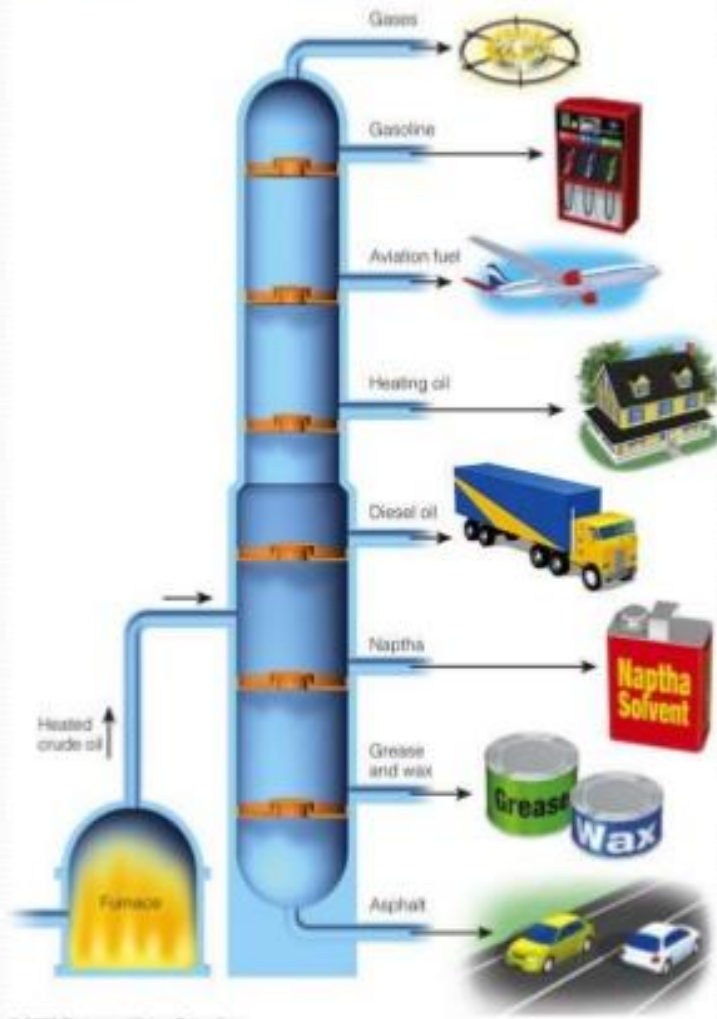 Gases
Gasoline
Aviation fuel
Heating oil
Diesel oil
Naptha
Naptha
Solvent
Heated
crude oil
Grease
and wax
Grease
Wax
Furnace
Asphalt